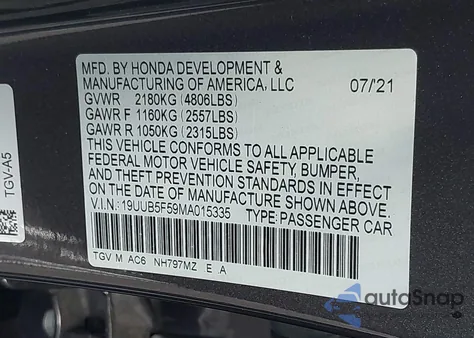 MFD. BY HONDA DEVELOPMENT &
MANUFACTURING OF AMERICA, LLC 07/'21
GVWR 2180KG (4806LBS)
GAWR F 1160KG (2557LBS)
GAWR R 1050KG (2315LBS)
THIS VEHICLE CONFORMS TO ALL APPLICABLE
FEDERAL MOTOR VEHICLE SAFETY, BUMPER,
AND THEFT PREVENTION STANDARDS IN EFFECT
ON THE DATE OF MANUFACTURE SHOWN ABOVE.
V.I.N.: 19UUB5F59MA015335 TYPE: PASSENGER CAR
TGV M AC6 NH797MZ E A
TGV-A5
autoSnap